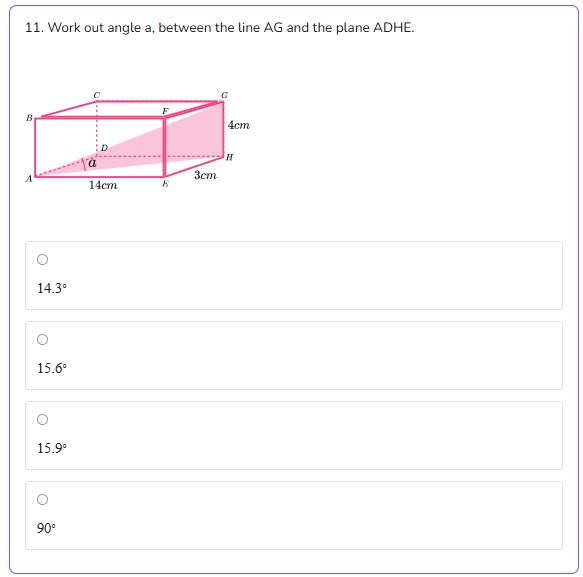 11. Work out angle a, between the line AG and the plane ADHE.
C
G
B
F
4cm
D
H
a
A
14cm
E
3cm
14.3°
15.6°
15.9°
90°